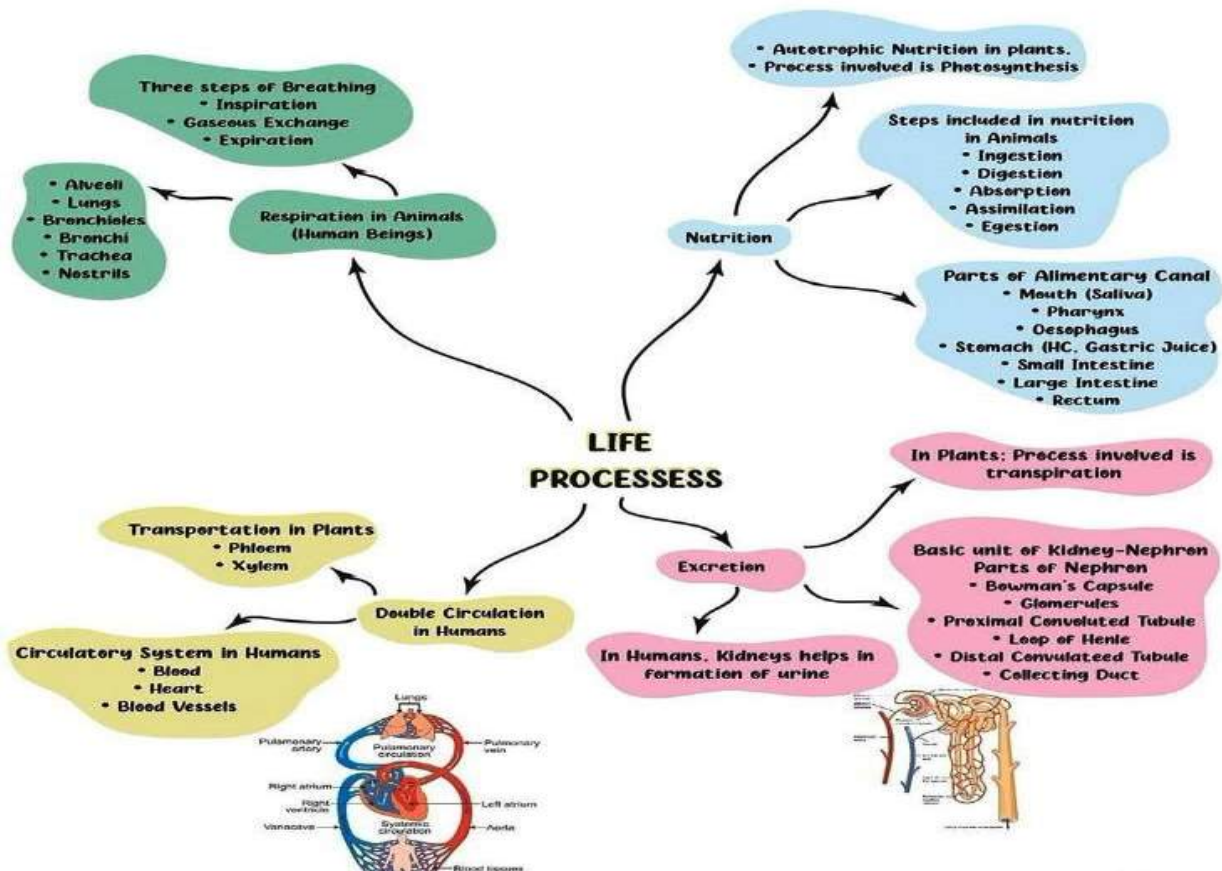 Three steps of Breathing
• Inspiration
• Gaseous Exchange
• Expiration
• Alveoli
• Lungs
• Bronchioles
• Bronchi
• Trachea
• Nostrils
Respiration in Animals
(Human Beings)
• Autotrophic Nutrition in plants.
• Process involved is Photosynthesis
Steps included in nutrition
in Animals
• Ingestion
• Digestion
• Absorption
• Assimilation
• Egestion
Nutrition
Parts of Alimentary Canal
• Mouth (Saliva)
• Pharynx
• Oesophagus
• Stomach (HC, Gastric Juice)
• Small Intestine
• Large Intestine
• Rectum
LIFE
PROCESSESS
In Plants; Process involved is
transpiration
Excretion
Basic unit of Kidney-Nephron
Parts of Nephron
• Bowman's Capsule
• Glomerules
• Proximal Convoluted Tubule
• Loop of Henle
• Distal Convulateed Tubule
• Collecting Duct
In Humans, Kidneys helps in
formation of urine
Transportation in Plants
• Phloem
• Xylem
Double Circulation
in Humans
Circulatory System in Humans
• Blood
• Heart
• Blood Vessels
Lungs
Pulamonary
artery
Pulamonary
circulation
Pulmonary
vein
Right atrium
Right
ventricle
Left atrium
Vanacava
Systemic
circulation
Aorta
Blood tissues